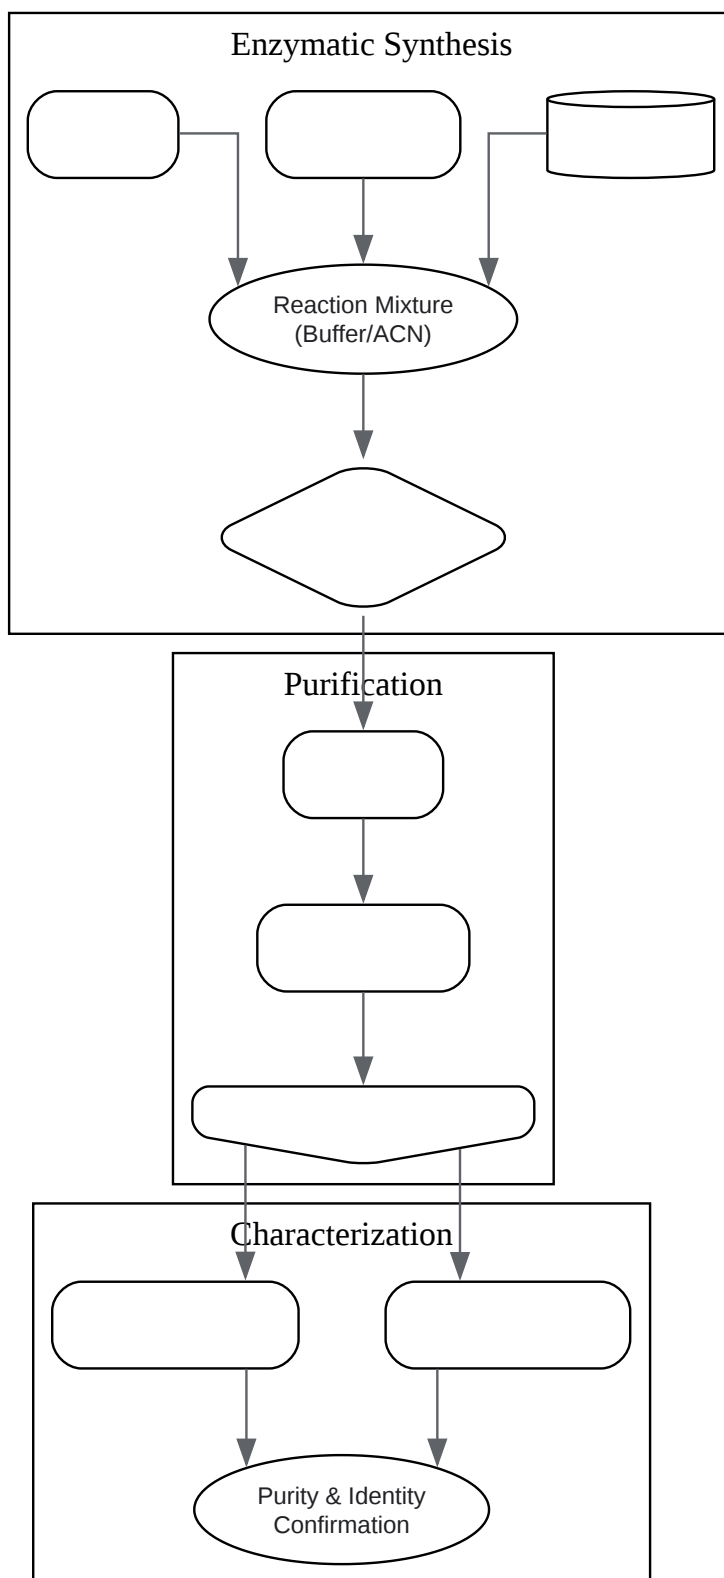 Enzymatic Synthesis
Reaction Mixture
(Buffer/ACN)
Purification
Characterization
Purity & Identity
Confirmation